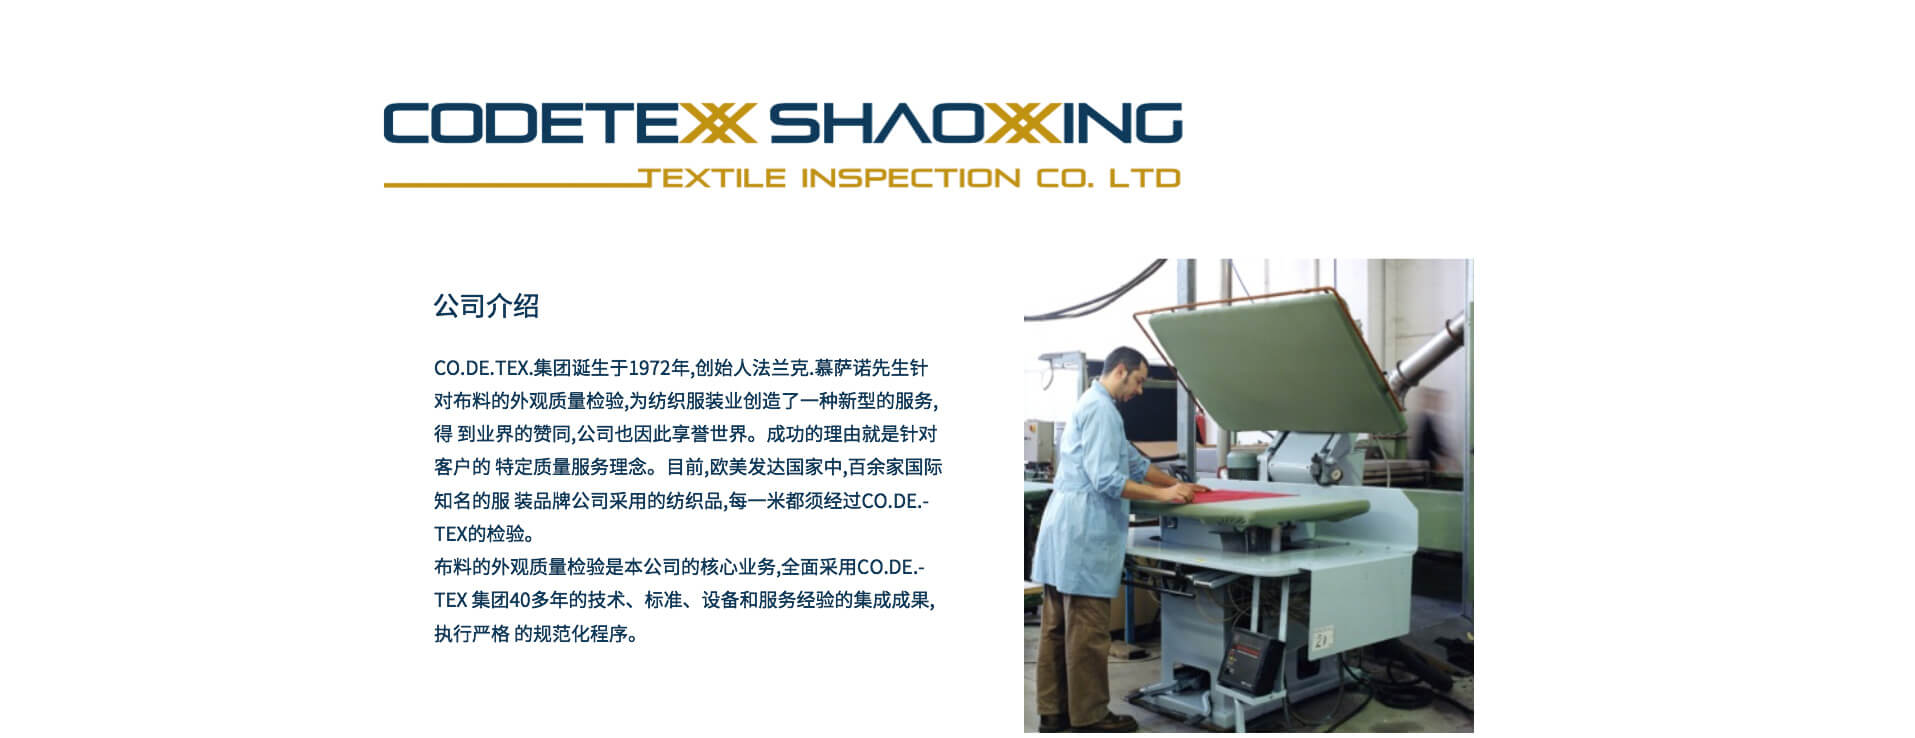 CODETEXX SHAOXXING
TEXTILE INSPECTION CO. LTD
公司介绍
CO.DE.TEX.集团诞生于1972年,创始人法兰克.慕萨诺先生针
对布料的外观质量检验,为纺织服装业创造了一种新型的服务,
得 到业界的赞同,公司也因此享誉世界。成功的理由就是针对
客户的 特定质量服务理念。目前,欧美发达国家中,百余家国际
知名的服 装品牌公司采用的纺织品,每一米都须经过CO.DE.-
TEX的检验。
布料的外观质量检验是本公司的核心业务,全面采用CO.DE.-
TEX 集团40多年的技术、标准、设备和服务经验的集成成果,
执行严格 的规范化程序。